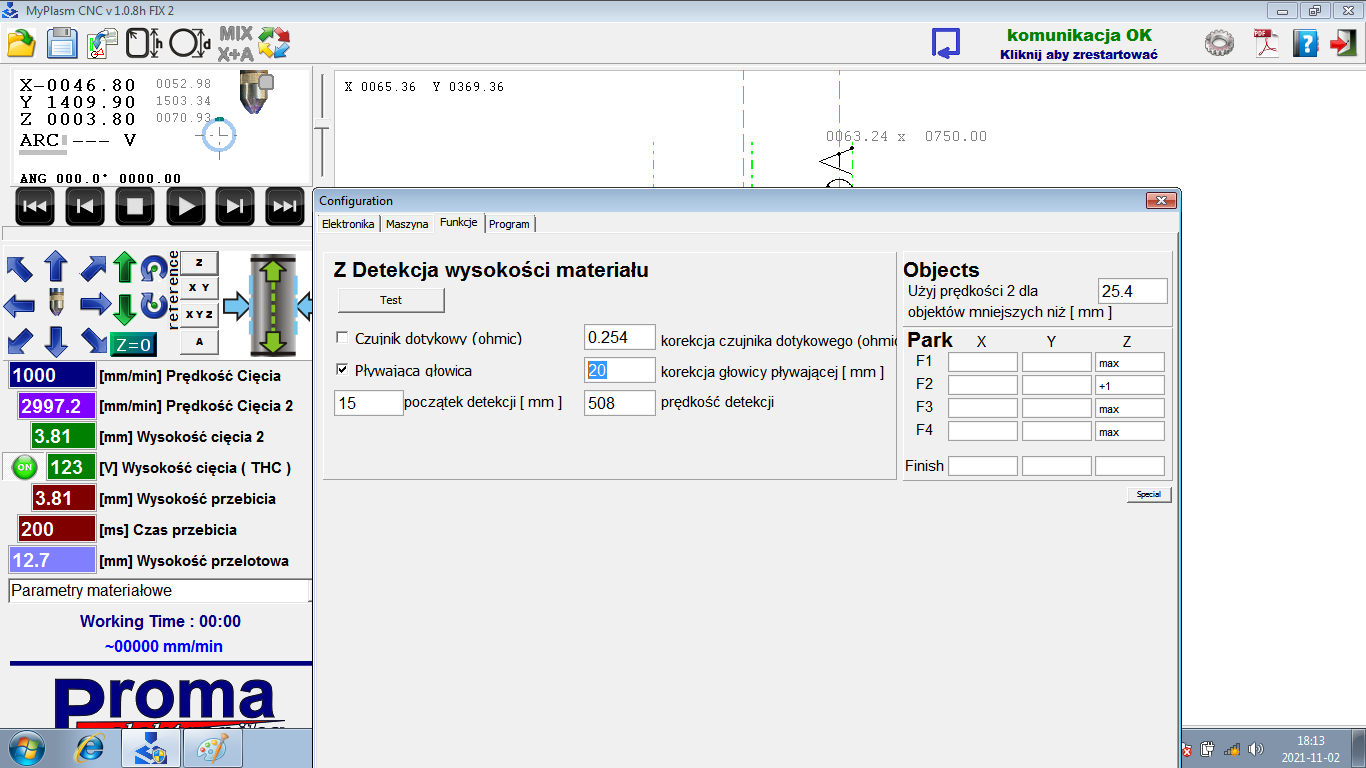 MyPlasm CNC v 1.0.8h FIX 2
h
d
MIX
X+A
komunikacja OK
Kliknij aby zrestartować
PDF
?
X-0046.80 0052.98
Y 1409.90 1503.34
Z 0003.80 0070.93
ARC --- V
ANG 000.0° 0000.00
X 0065.36 Y 0369.36
0063.24 x 0750.00
reference
Z
X Y
X Y Z
A
Z=0
1000 [mm/min] Prędkość Cięcia
2997.2 [mm/min] Prędkość Cięcia 2
3.81 [mm] Wysokość cięcia 2
ON 123 [V] Wysokość cięcia ( THC )
3.81 [mm] Wysokość przebicia
200 [ms] Czas przebicia
12.7 [mm] Wysokość przelotowa
Parametry materiałowe
Working Time : 00:00
~00000 mm/min
Proma
Configuration
Elektronika Maszyna Funkcje Program
Z Detekcja wysokości materiału
Test
Czujnik dotykowy (ohmic) 0.254 korekcja czujnika dotykowego (ohmic
Pływająca głowica 20 korekcja głowicy pływającej [ mm ]
15 początek detekcji [ mm ] 508 prędkość detekcji
Objects
Użyj prędkości 2 dla 25.4
objektów mniejszych niż [ mm ]
Park X Y Z
F1 max
F2 +1
F3 max
F4 max
Finish
Special
18:13
2021-11-02